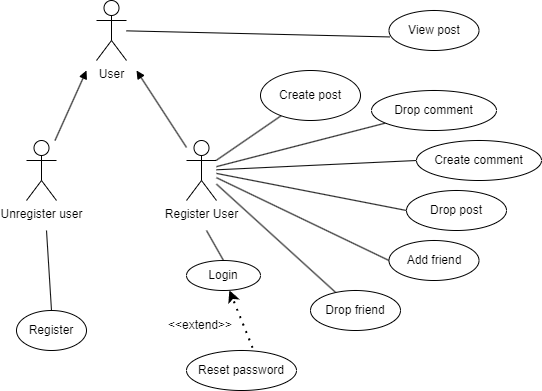 View post
User
Create post
Drop comment
Create comment
Unregister user
Register User
Drop post
Add friend
Login
Drop friend
<<extend>>
Register
Reset password